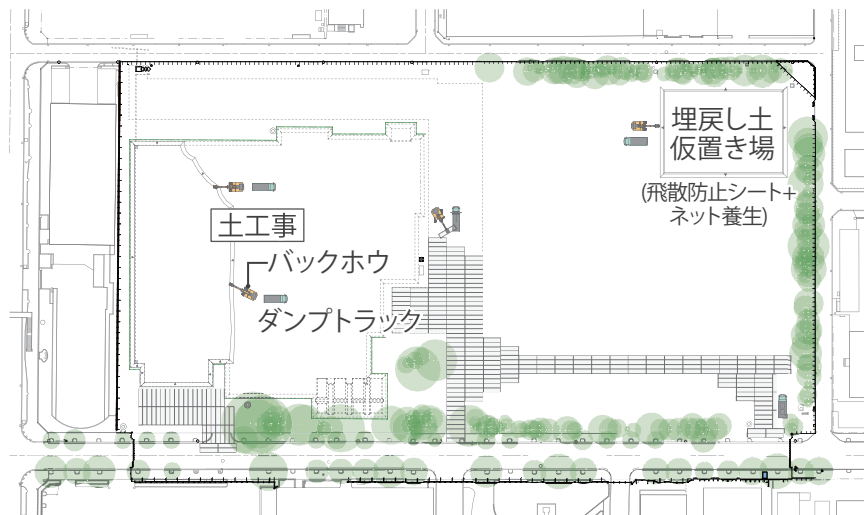 埋戻し土
仮置き場
(飛散防止シート+
ネット養生)
土工事
バックホウ
ダンプトラック